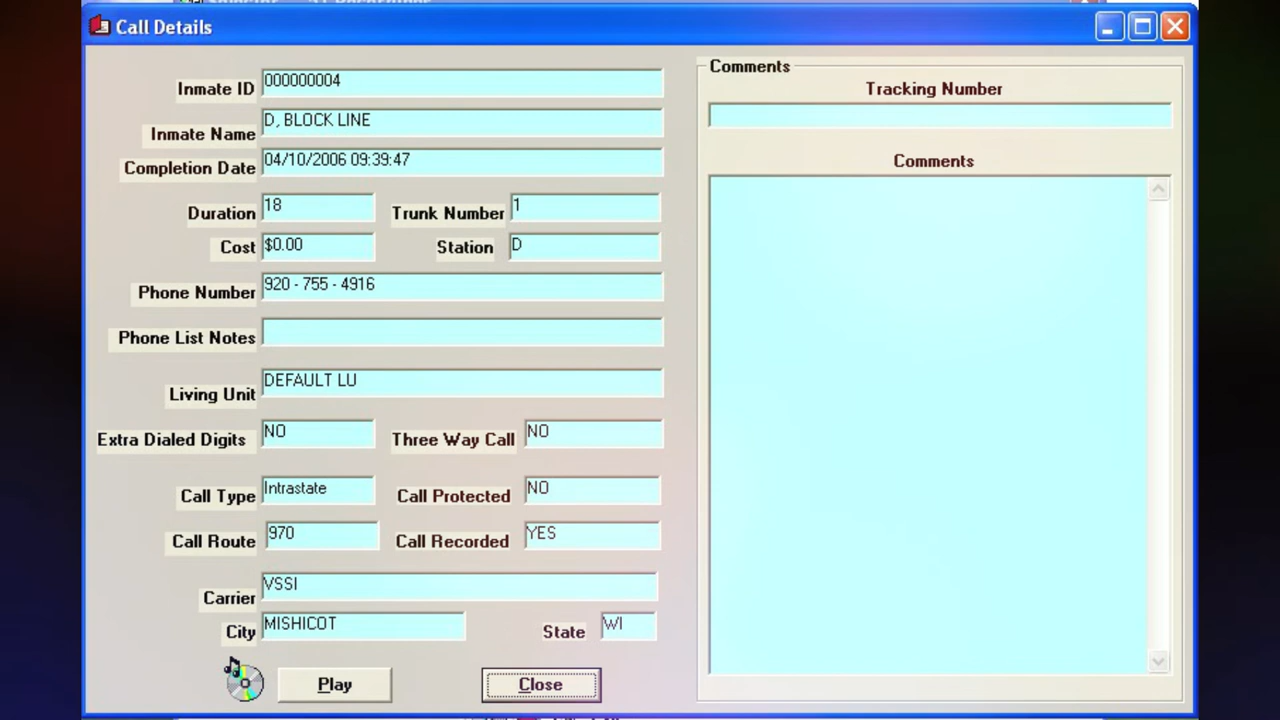 Call Details
Inmate ID 000000004
Inmate Name D, BLOCK LINE
Completion Date 04/10/2006 09:39:47
Duration 18 Trunk Number 1
Cost $0.00 Station D
Phone Number 920 - 755 - 4916
Phone List Notes
Living Unit DEFAULT LU
Extra Dialed Digits NO Three Way Call NO
Call Type Intrastate Call Protected NO
Call Route 970 Call Recorded YES
Carrier VSSI
City MISHICOT State WI
Play Close
Comments
Tracking Number
Comments